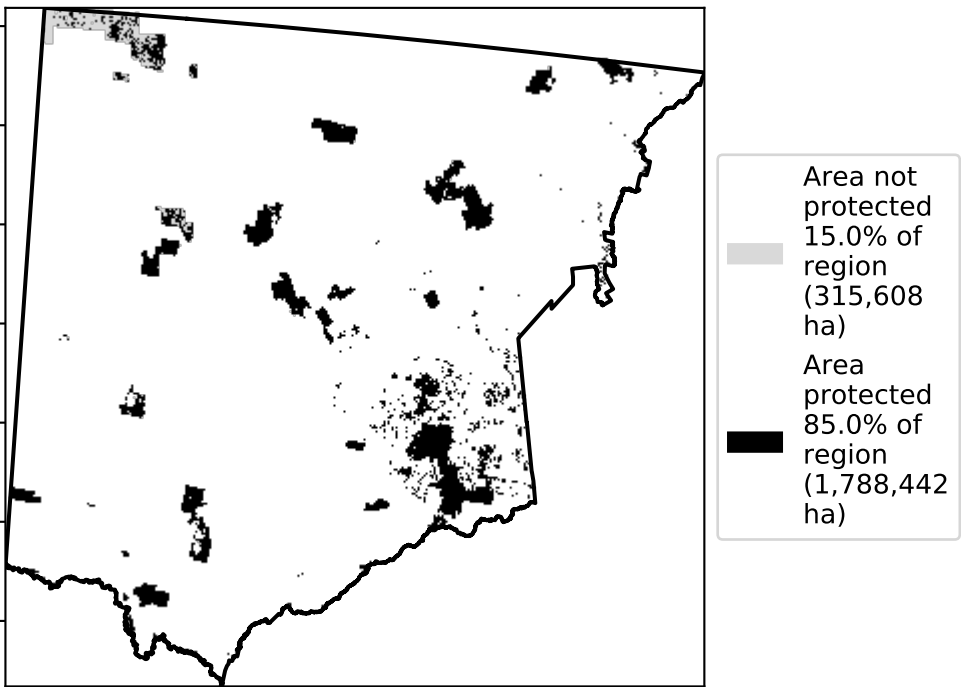 Area not
protected
15.0% of
region
(315,608
ha)
Area
protected
85.0% of
region
(1,788,442
ha)